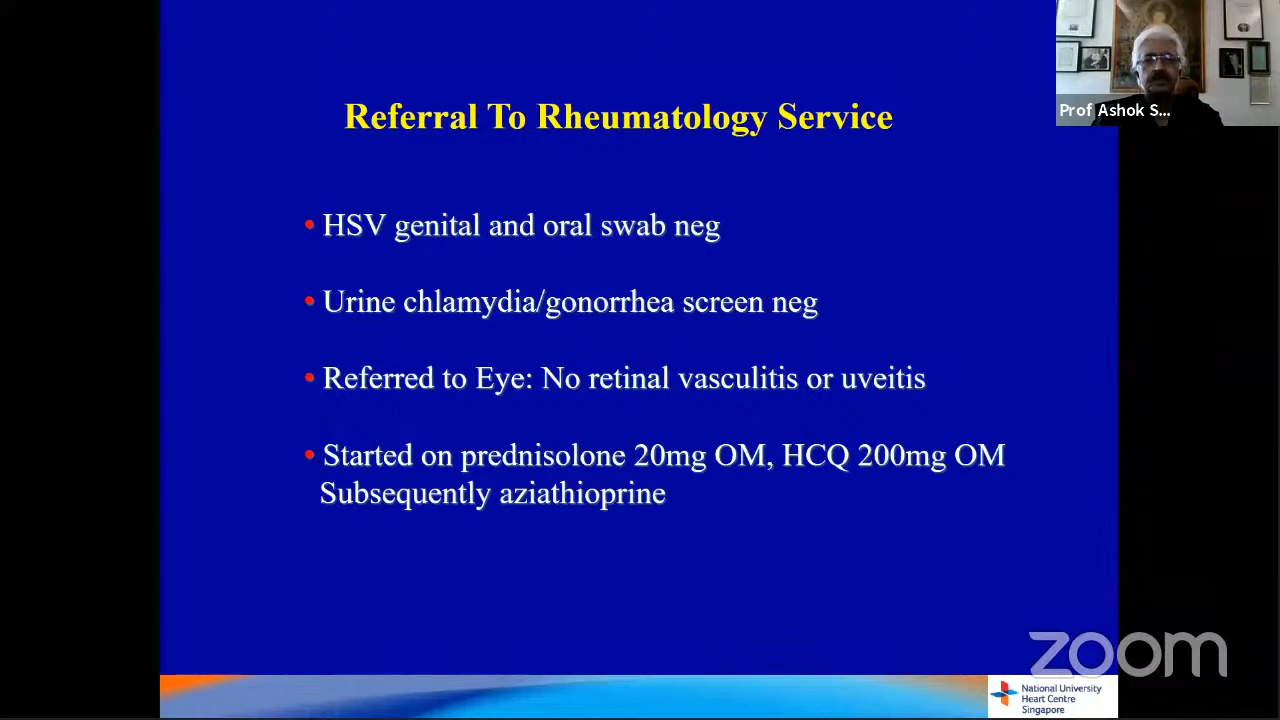 Prof Ashok S...
Referral To Rheumatology Service
• HSV genital and oral swab neg
• Urine chlamydia/gonorrhea screen neg
• Referred to Eye: No retinal vasculitis or uveitis
• Started on prednisolone 20mg OM, HCQ 200mg OM
Subsequently aziathioprine
zoom
National University
Heart Centre
Singapore